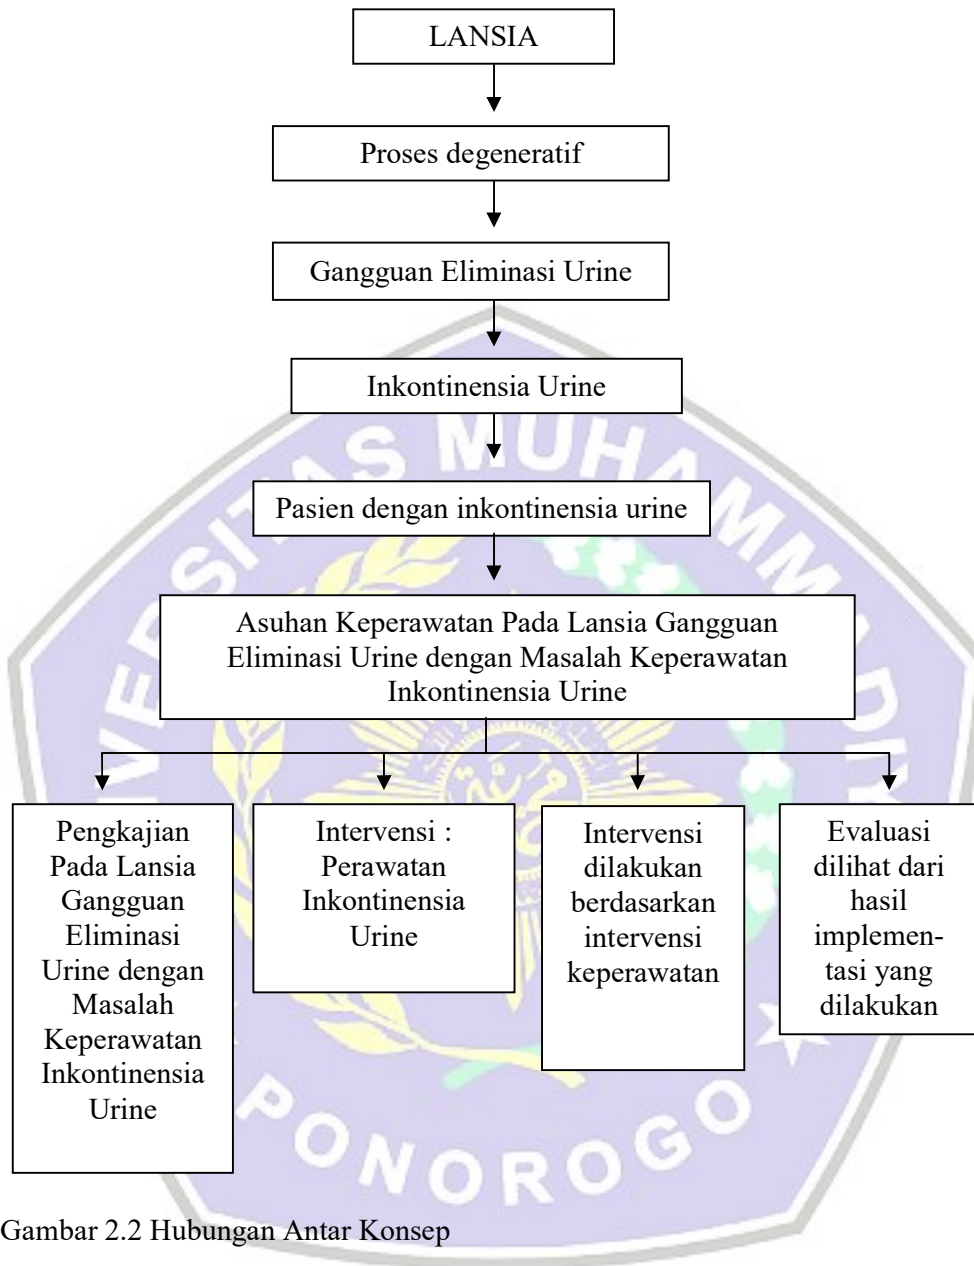 LANSIA
Proses degeneratif
Gangguan Eliminasi Urine
Inkontinensia Urine
Pasien dengan inkontinensia urine
Asuhan Keperawatan Pada Lansia Gangguan
Eliminasi Urine dengan Masalah Keperawatan
Inkontinensia Urine
Pengkajian
Pada Lansia
Gangguan
Eliminasi
Urine dengan
Masalah
Keperawatan
Inkontinensia
Urine
Intervensi :
Perawatan
Inkontinensia
Urine
Intervensi
dilakukan
berdasarkan
intervensi
keperawatan
Evaluasi
dilihat dari
hasil
implemen-
tasi yang
dilakukan
PONOROGO
Gambar 2.2 Hubungan Antar Konsep